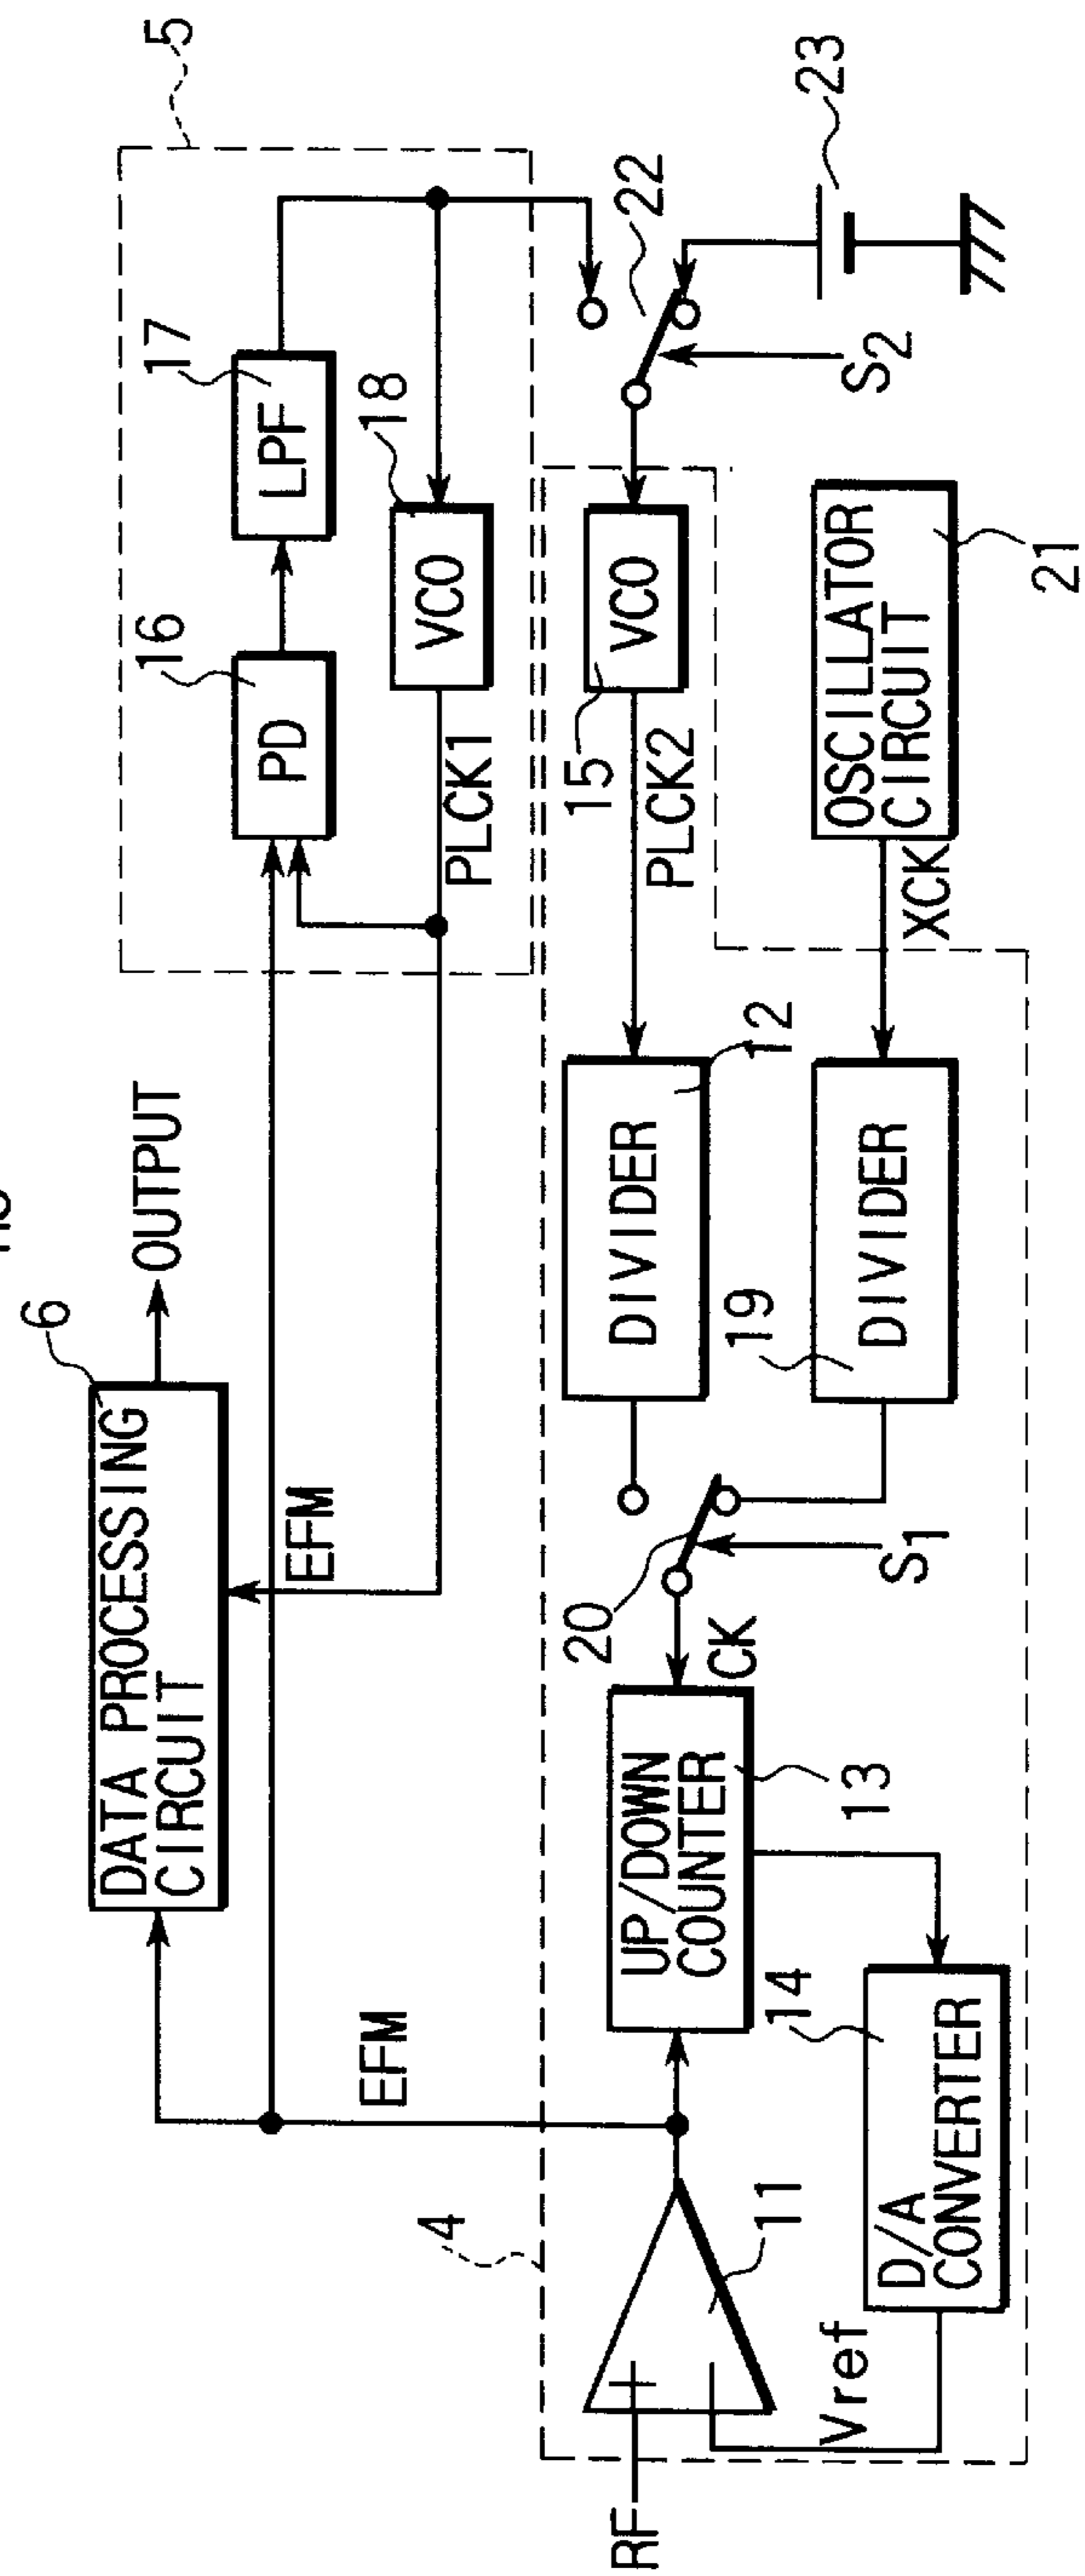 6
DATA PROCESSING
CIRCUIT
OUTPUT
5
16
17
PD
LPF
18
VCO
PLCK1
EFM
EFM
4
RF
11
Vref
UP/DOWN
COUNTER
13
14
D/A
CONVERTER
CK
20
S1
DIVIDER
12
19
DIVIDER
PLCK2
15
VCO
XCK
OSCILLATOR
CIRCUIT
21
22
S2
23